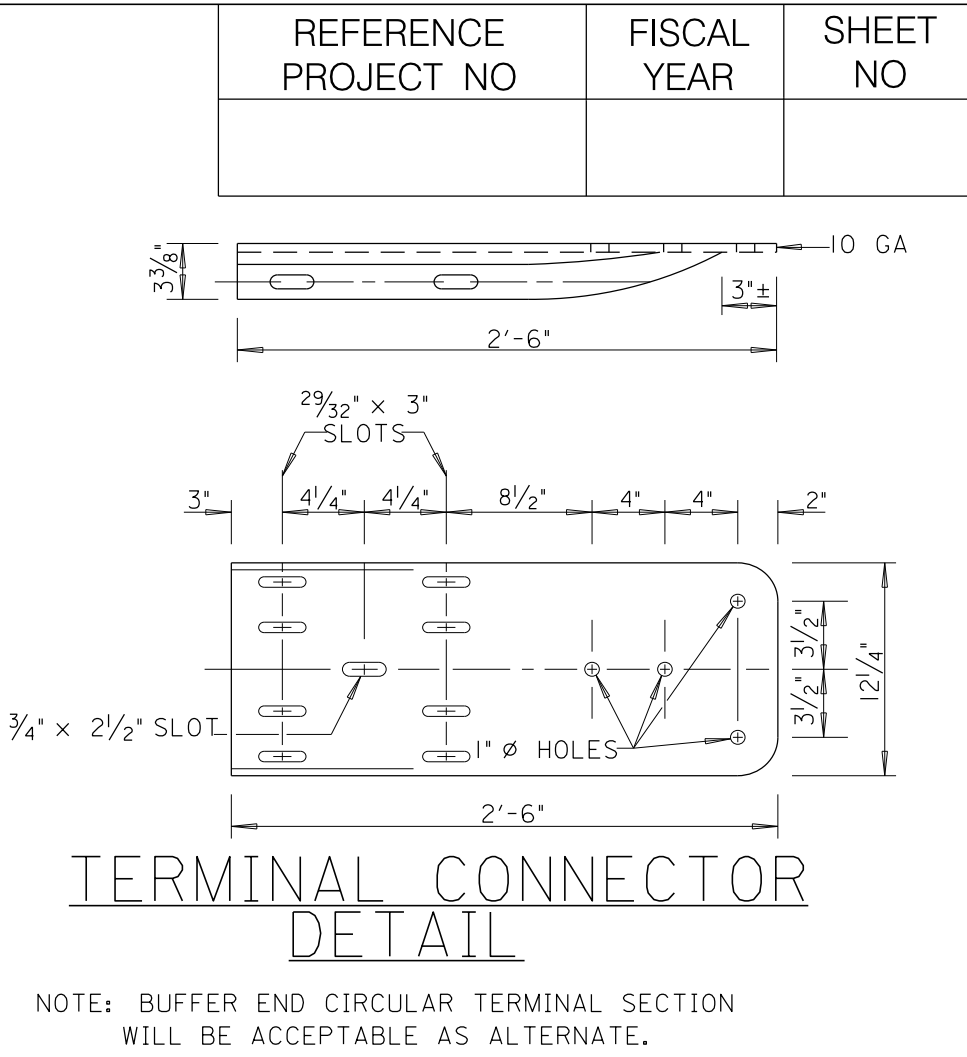 REFERENCE PROJECT NO
FISCAL YEAR
SHEET NO
3 3/8"
10 GA
3"±
2'-6"
29/32" × 3"
SLOTS
3"
4 1/4"
4 1/4"
8 1/2"
4"
4"
2"
3 1/2"
3 1/2"
12 1/4"
3/4" × 2 1/2" SLOT
1" Ø HOLES
2'-6"
TERMINAL CONNECTOR
DETAIL
NOTE: BUFFER END CIRCULAR TERMINAL SECTION
WILL BE ACCEPTABLE AS ALTERNATE.